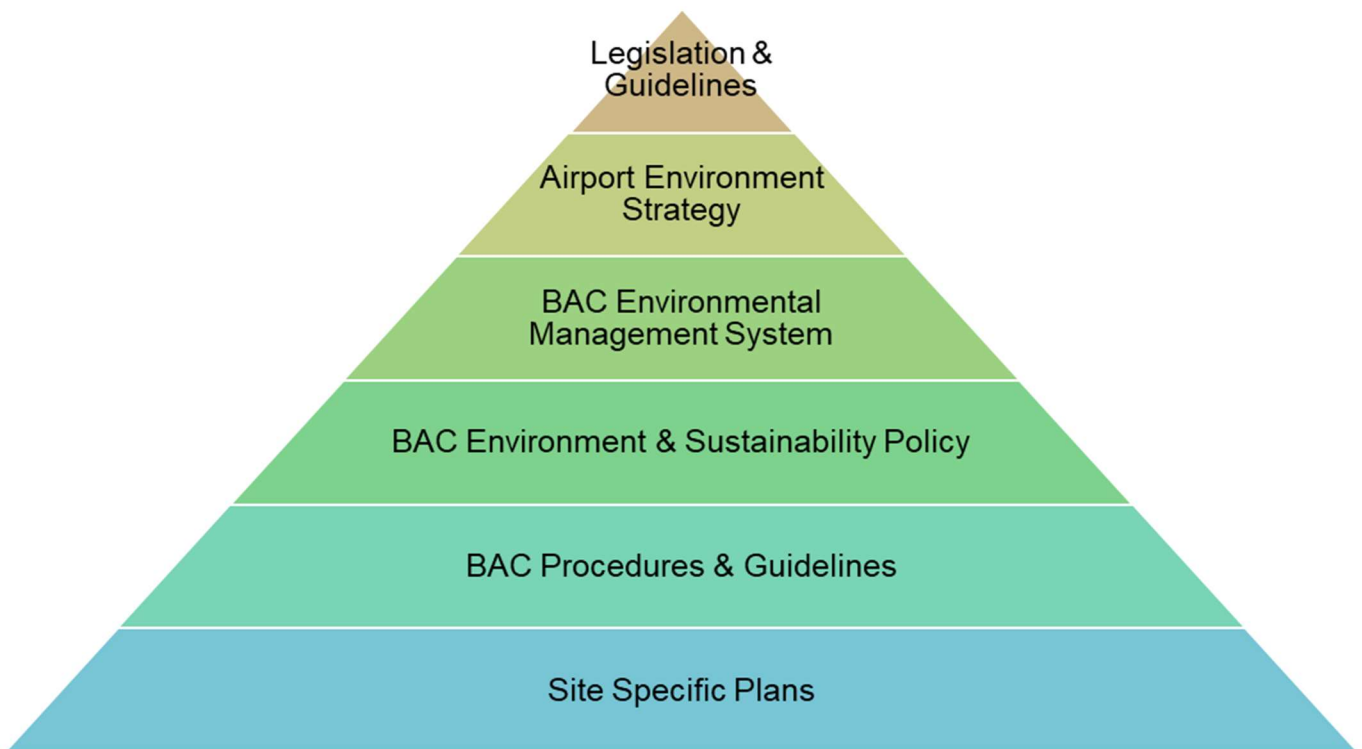 Legislation &
Guidelines
Airport Environment
Strategy
BAC Environmental
Management System
BAC Environment & Sustainability Policy
BAC Procedures & Guidelines
Site Specific Plans